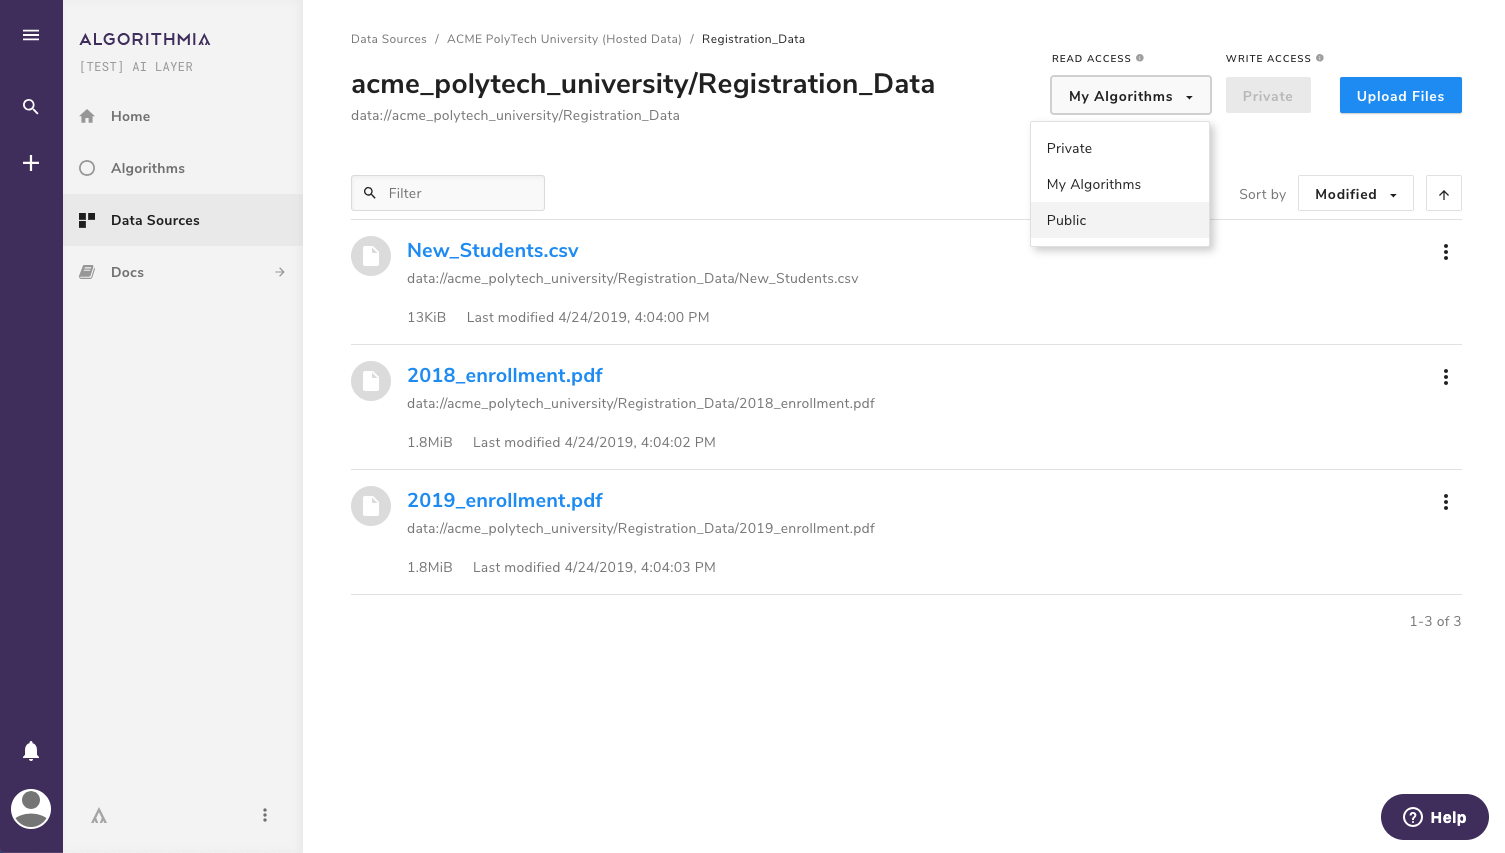 ALGORITHMIA
[TEST] AI LAYER
Home
Algorithms
Data Sources
Docs
Data Sources / ACME PolyTech University (Hosted Data) / Registration_Data
acme_polytech_university/Registration_Data
data://acme_polytech_university/Registration_Data
READ ACCESS
WRITE ACCESS
My Algorithms
Private
Upload Files
Private
My Algorithms
Public
Filter
Sort by
Modified
New_Students.csv
data://acme_polytech_university/Registration_Data/New_Students.csv
13KiB Last modified 4/24/2019, 4:04:00 PM
2018_enrollment.pdf
data://acme_polytech_university/Registration_Data/2018_enrollment.pdf
1.8MiB Last modified 4/24/2019, 4:04:02 PM
2019_enrollment.pdf
data://acme_polytech_university/Registration_Data/2019_enrollment.pdf
1.8MiB Last modified 4/24/2019, 4:04:03 PM
1-3 of 3
Help